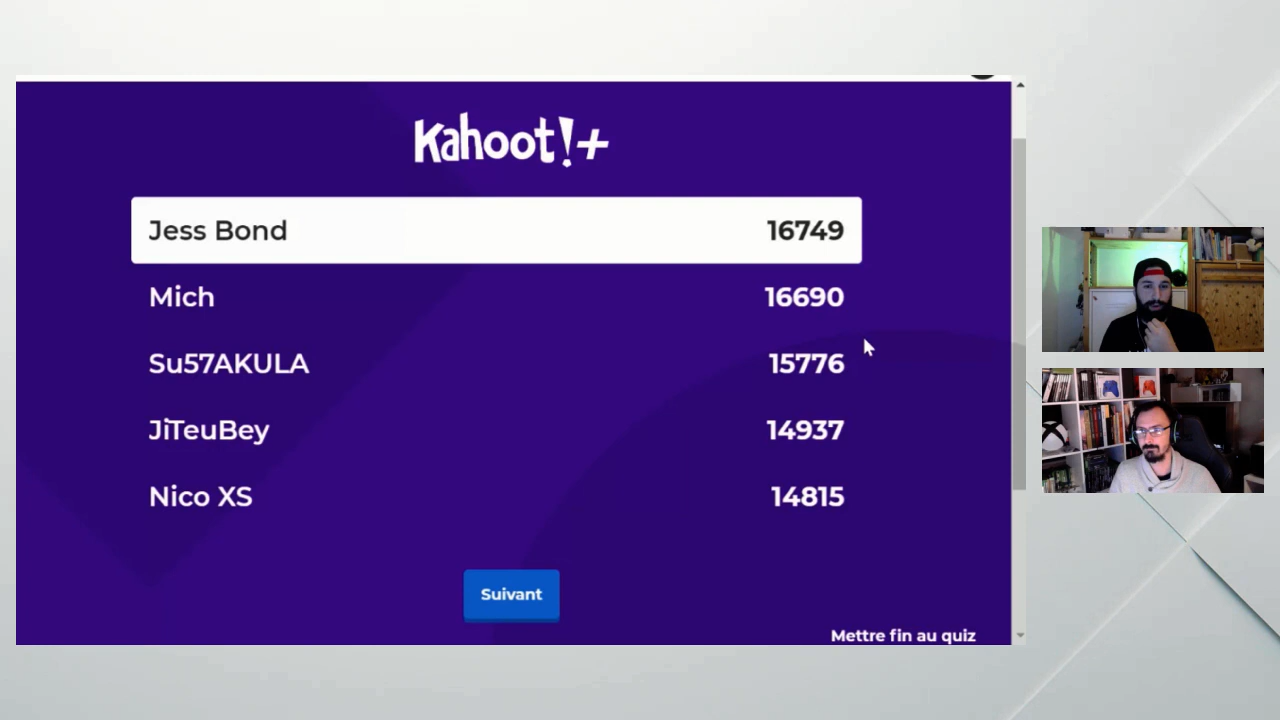 Kahoot!+
Jess Bond 16749
Mich 16690
Su57AKULA 15776
JiTeuBey 14937
Nico XS 14815
Suivant
Mettre fin au quiz